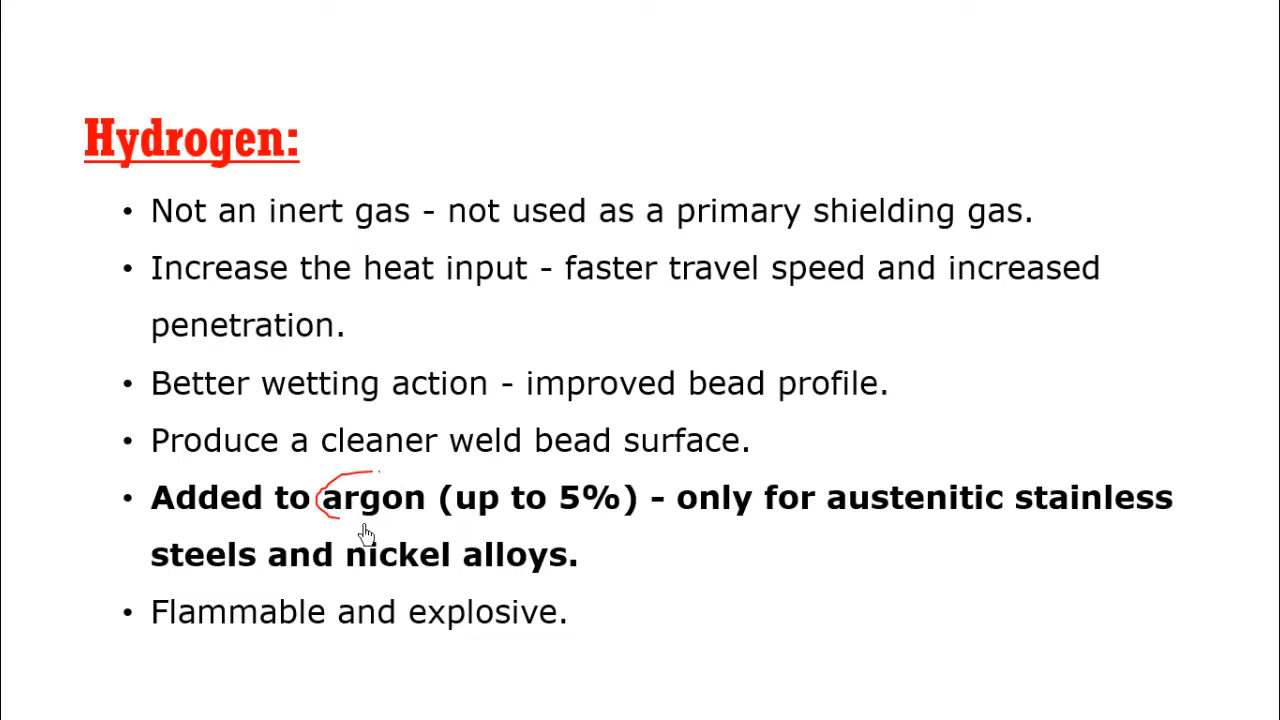 Hydrogen:
• Not an inert gas - not used as a primary shielding gas.
• Increase the heat input - faster travel speed and increased
penetration.
• Better wetting action - improved bead profile.
• Produce a cleaner weld bead surface.
• Added to argon (up to 5%) - only for austenitic stainless
steels and nickel alloys.
• Flammable and explosive.